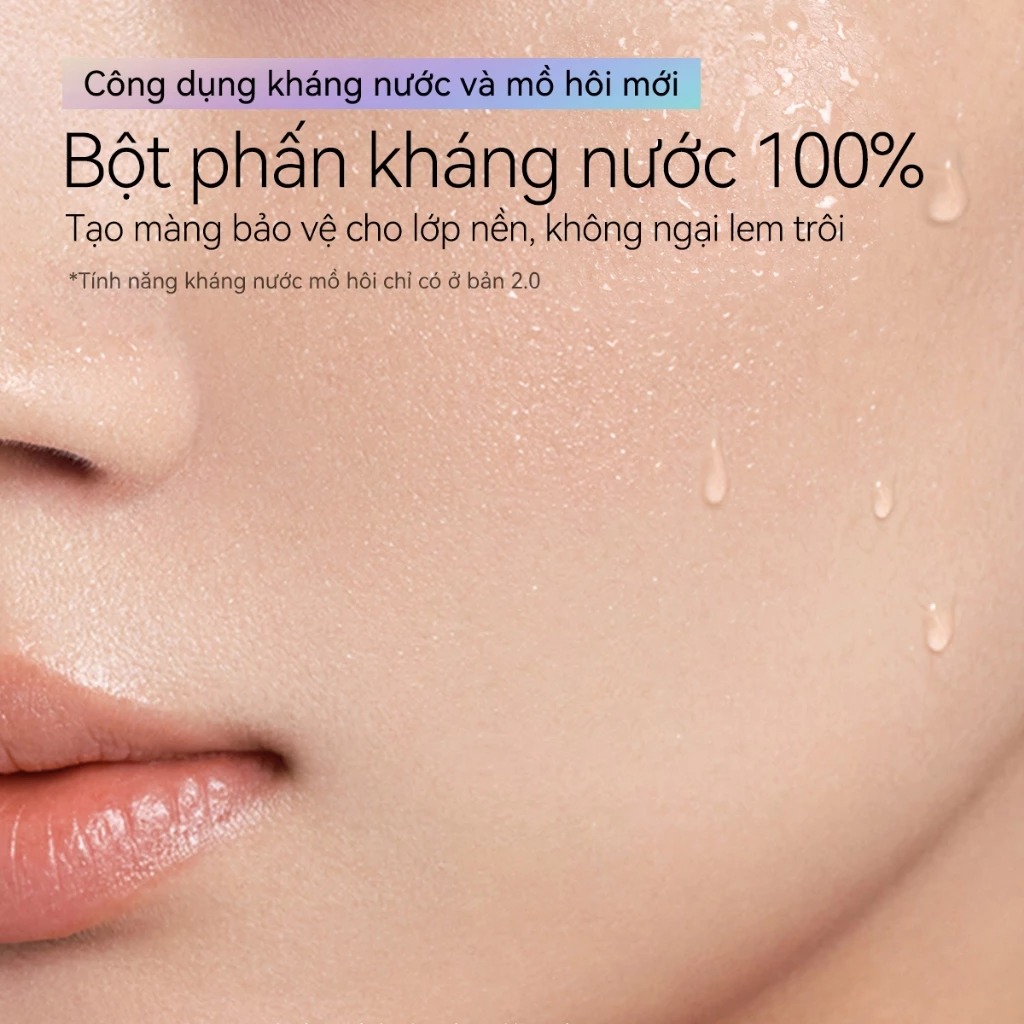 Công dụng kháng nước và mồ hôi mới
Bột phấn kháng nước 100%
Tạo màng bảo vệ cho lớp nền, không ngại lem trôi
*Tính năng kháng nước mồ hôi chỉ có ở bản 2.0